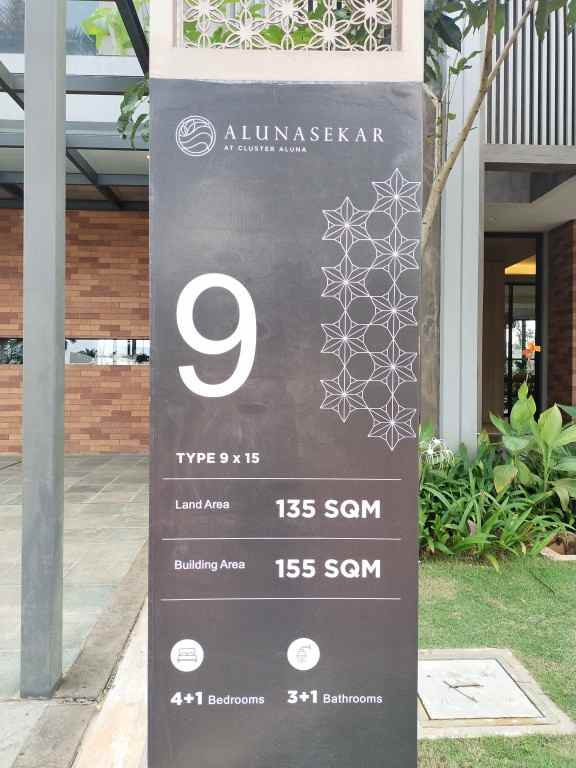 ALUNASEKAR
AT CLUSTER ALUNA
9
TYPE 9 x 15
Land Area 135 SQM
Building Area 155 SQM
4+1 Bedrooms 3+1 Bathrooms